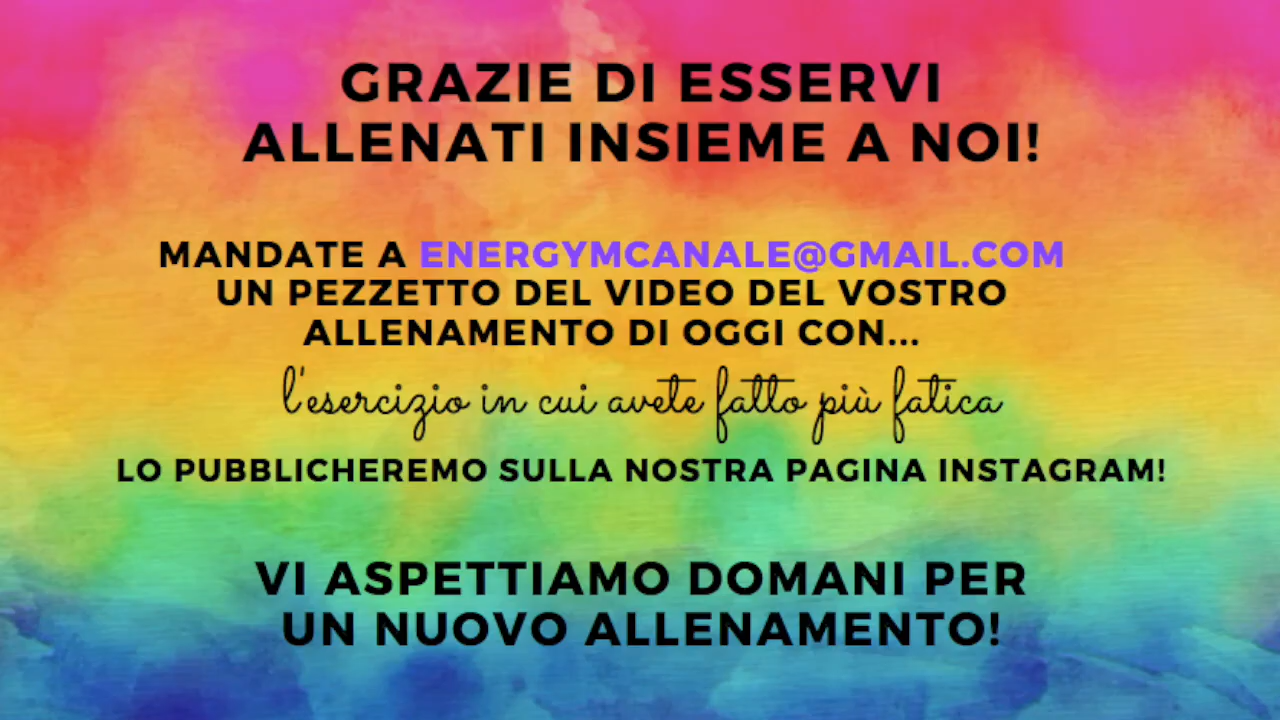 GRAZIE DI ESSERVI
ALLENATI INSIEME A NOI!
MANDATE A ENERGYMCANALE@GMAIL.COM
UN PEZZETTO DEL VIDEO DEL VOSTRO
ALLENAMENTO DI OGGI CON...
l'esercizio in cui avete fatto più fatica
LO PUBBLICHEREMO SULLA NOSTRA PAGINA INSTAGRAM!
VI ASPETTIAMO DOMANI PER
UN NUOVO ALLENAMENTO!